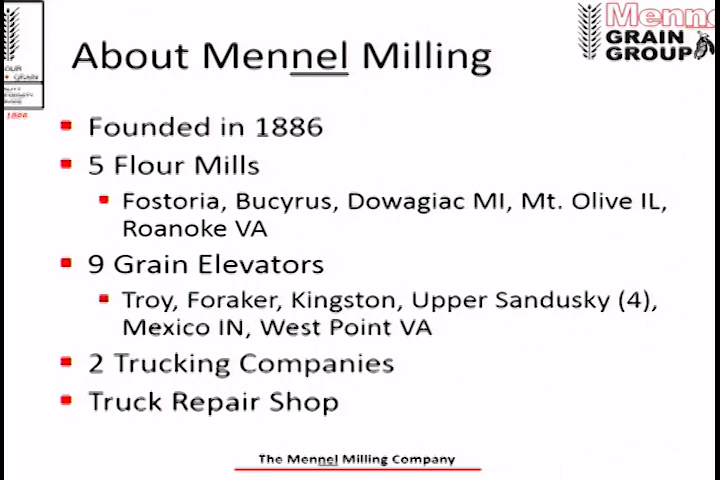 Menne
GRAIN
GROUP
GRAIN
1886
About Mennel Milling
Founded in 1886
5 Flour Mills
Fostoria, Bucyrus, Dowagiac MI, Mt. Olive IL,
Roanoke VA
9 Grain Elevators
Troy, Foraker, Kingston, Upper Sandusky (4),
Mexico IN, West Point VA
2 Trucking Companies
Truck Repair Shop
The Mennel Milling Company